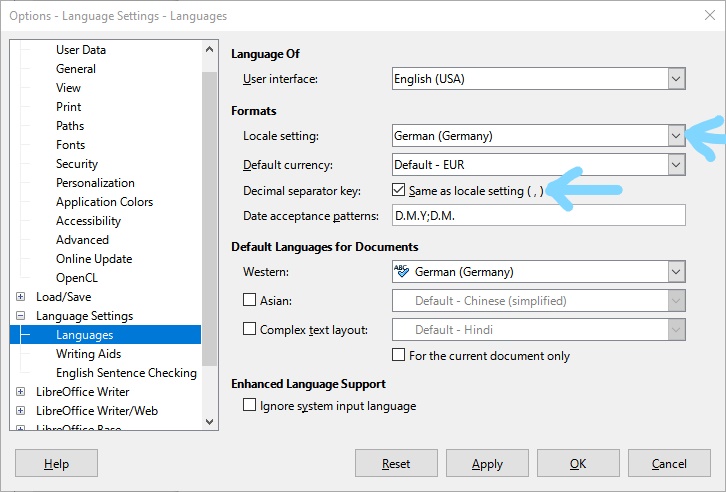 Options - Language Settings - Languages
User Data
General
View
Print
Paths
Fonts
Security
Personalization
Application Colors
Accessibility
Advanced
Online Update
OpenCL
Load/Save
Language Settings
Languages
Writing Aids
English Sentence Checking
LibreOffice Writer
LibreOffice Writer/Web
LibreOffice Base
Language Of
User interface: English (USA)
Formats
Locale setting: German (Germany)
Default currency: Default - EUR
Decimal separator key: Same as locale setting ( , )
Date acceptance patterns: D.M.Y;D.M.
Default Languages for Documents
Western: ABC German (Germany)
Asian: Default - Chinese (simplified)
Complex text layout: Default - Hindi
For the current document only
Enhanced Language Support
Ignore system input language
Help Reset Apply OK Cancel